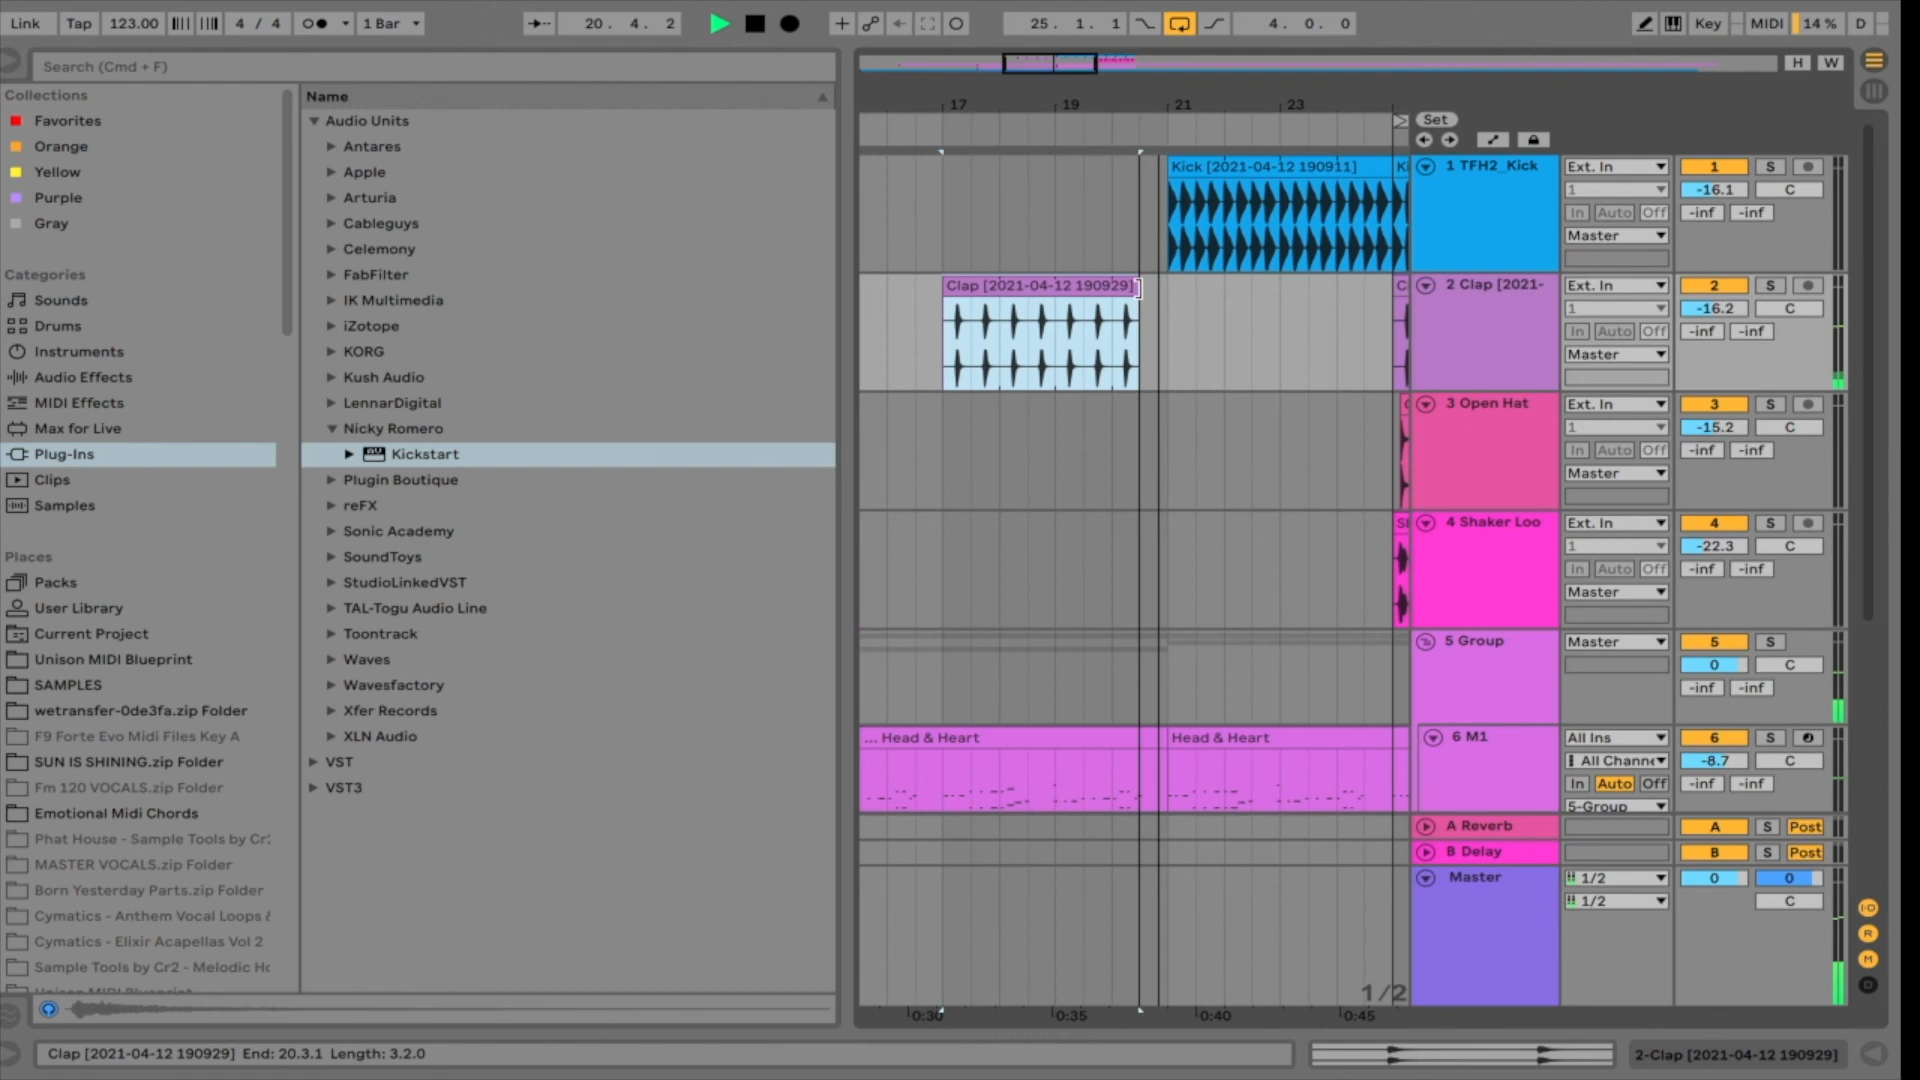 Link Tap 123.00 4 / 4 1 Bar 20. 4. 2 25. 1. 1 4. 0. 0 Key MIDI 14 % D
Search (Cmd + F)
H W
Collections
Favorites
Orange
Yellow
Purple
Gray
Categories
Sounds
Drums
Instruments
Audio Effects
MIDI Effects
Max for Live
Plug-Ins
Clips
Samples
Places
Packs
User Library
Current Project
Unison MIDI Blueprint
SAMPLES
wetransfer-0de3fa.zip Folder
F9 Forte Evo Midi Files Key A
SUN IS SHINING.zip Folder
Fm 120 VOCALS.zip Folder
Emotional Midi Chords
Phat House - Sample Tools by Cr2
MASTER VOCALS.zip Folder
Born Yesterday Parts.zip Folder
Cymatics - Anthem Vocal Loops &
Cymatics - Elixir Acapellas Vol 2
Sample Tools by Cr2 - Melodic Ho
Unison MIDI Blueprint
Name
Audio Units
Antares
Apple
Arturia
Cableguys
Celemony
FabFilter
IK Multimedia
iZotope
KORG
Kush Audio
LennarDigital
Nicky Romero
Kickstart
Plugin Boutique
reFX
Sonic Academy
SoundToys
StudioLinkedVST
TAL-Togu Audio Line
Toontrack
Waves
Wavesfactory
Xfer Records
XLN Audio
VST
VST3
17 19 21 23
Set
Kick [2021-04-12 190911] Ki 1 TFH2_Kick Ext. In 1 S
1 -16.1 C
In Auto Off -inf -inf
Master
Clap [2021-04-12 190929] C 2 Clap [2021- Ext. In 2 S
1 -16.2 C
In Auto Off -inf -inf
Master
3 Open Hat Ext. In 3 S
1 -15.2 C
In Auto Off -inf -inf
Master
4 Shaker Loo Ext. In 4 S
1 -22.3 C
In Auto Off -inf -inf
Master
5 Group Master 5 S
0 C
-inf -inf
... Head & Heart Head & Heart 6 M1 All Ins 6 S
All Channe -8.7 C
In Auto Off -inf -inf
5-Group
A Reverb A S Post
B Delay B S Post
Master 1/2 0 0
1/2 C
1/2
0:30 0:35 0:40 0:45
I·O
R
M
D
Clap [2021-04-12 190929] End: 20.3.1 Length: 3.2.0
2-Clap [2021-04-12 190929]